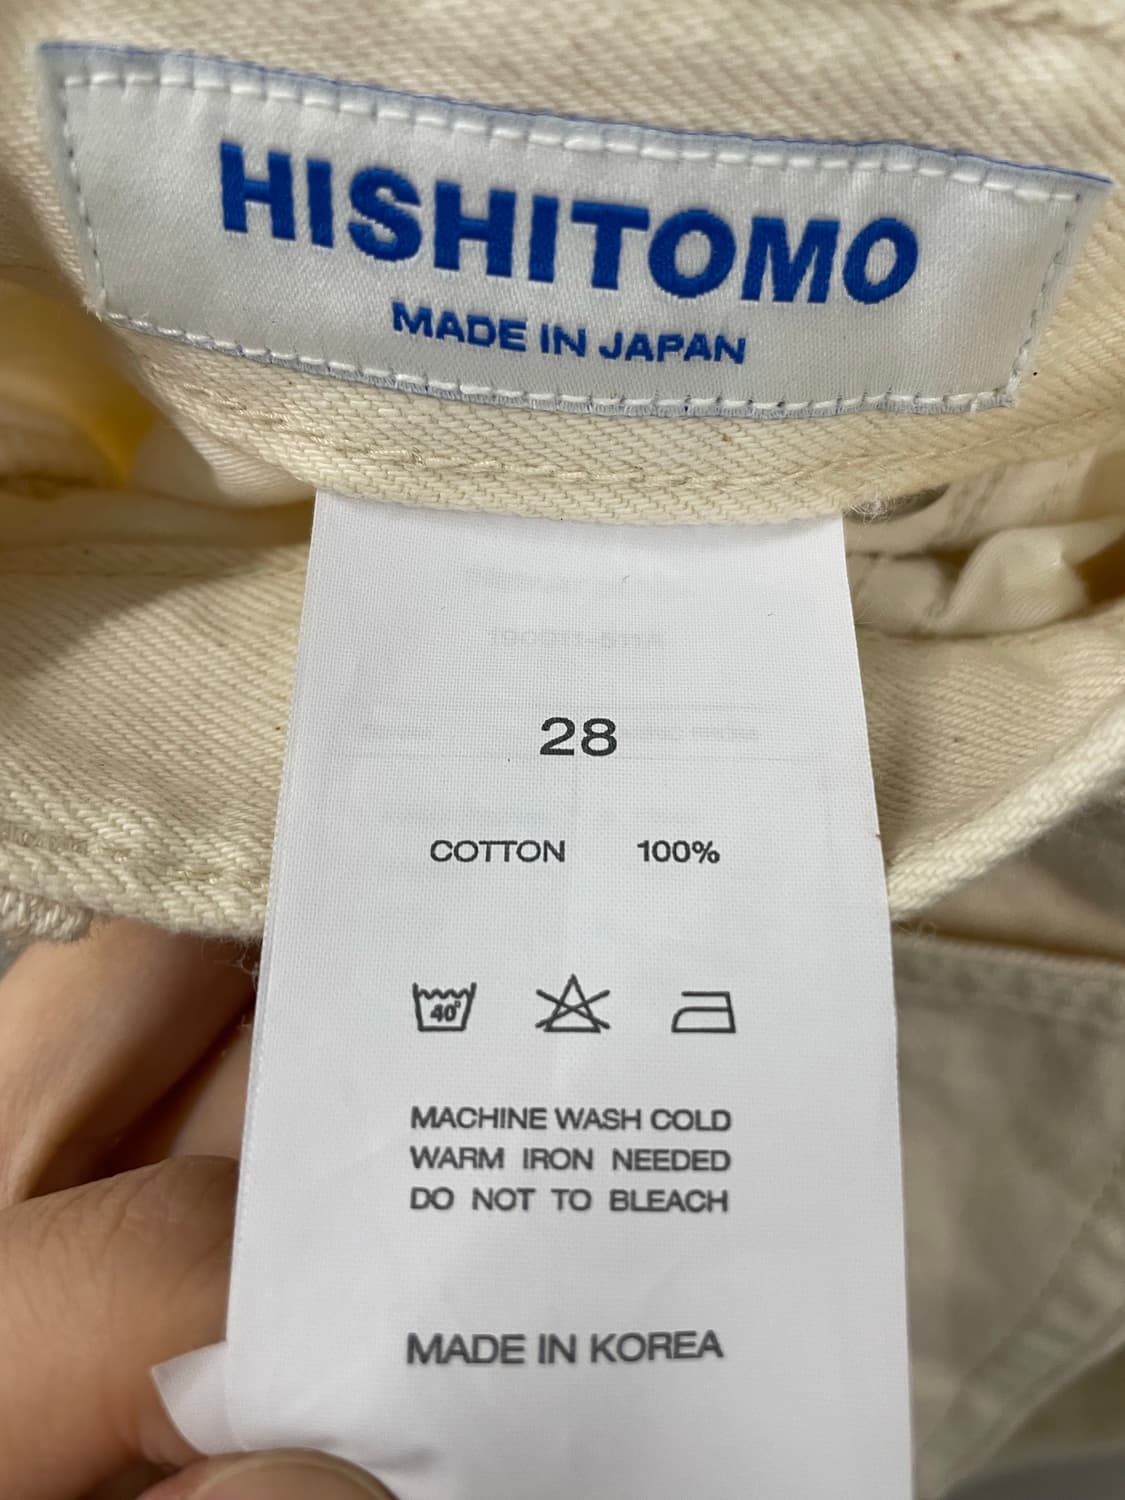 HISHITOMO
MADE IN JAPAN
28
COTTON 100%
40°
MACHINE WASH COLD
WARM IRON NEEDED
DO NOT TO BLEACH
MADE IN KOREA